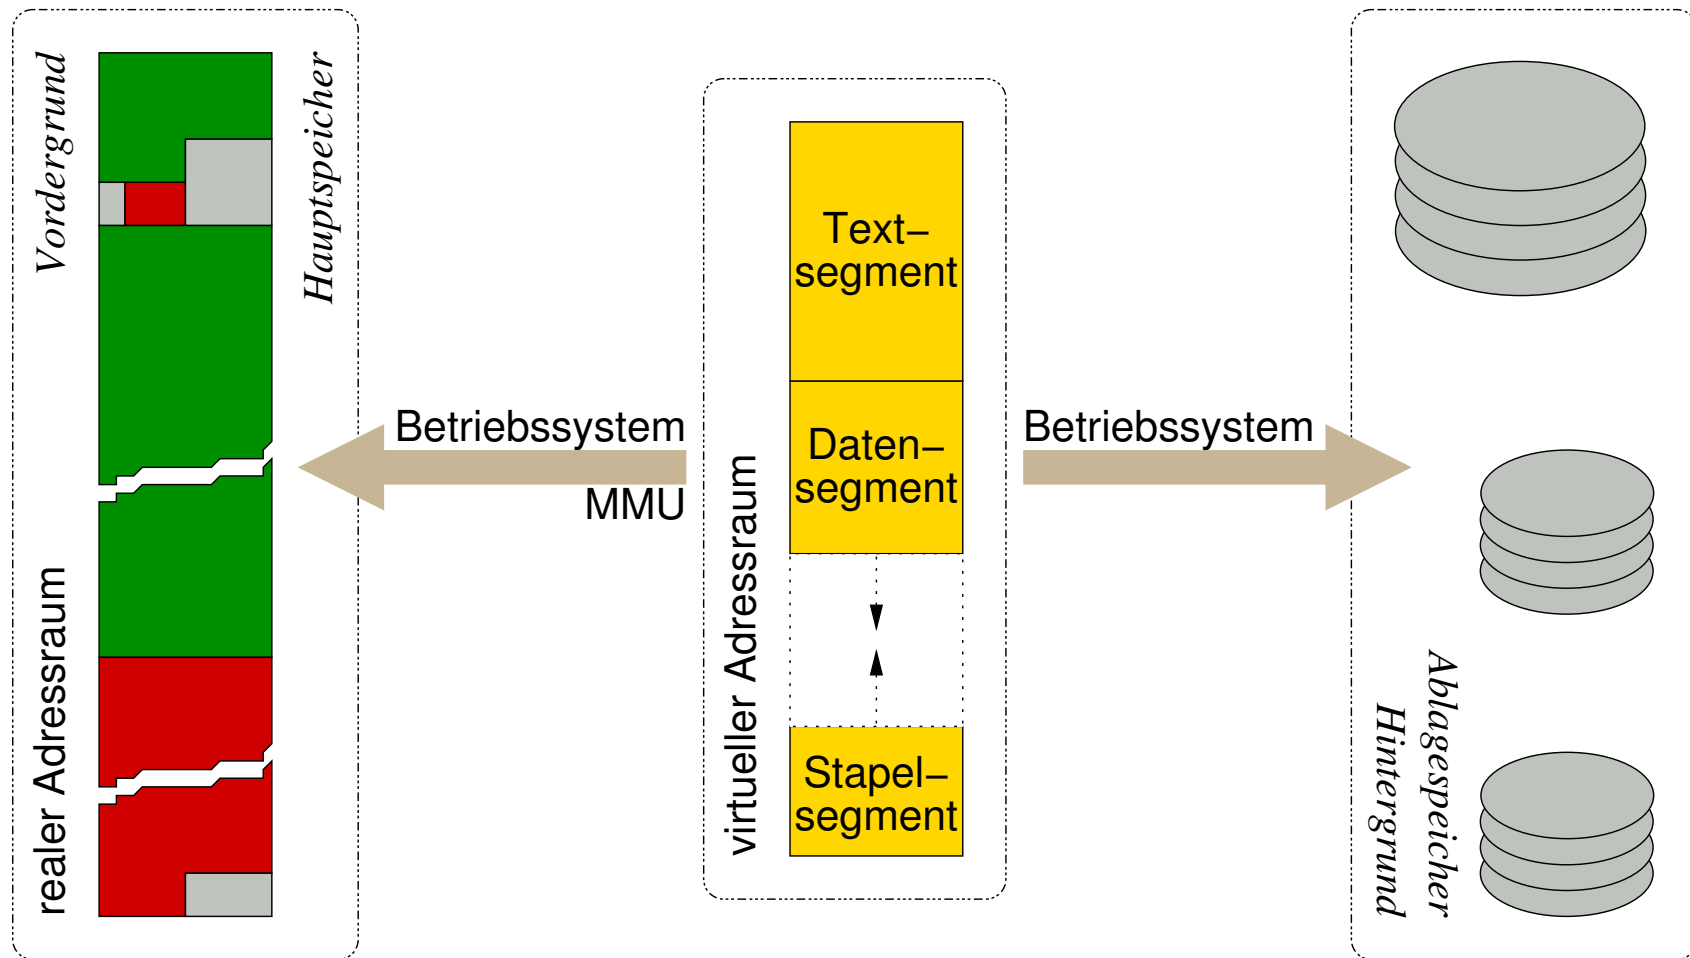 Vordergrund
Hauptspeicher
realer Adressraum
Betriebssystem
MMU
virtueller Adressraum
Text–
segment
Daten–
segment
Stapel–
segment
Betriebssystem
Ablagespeicher
Hintergrund